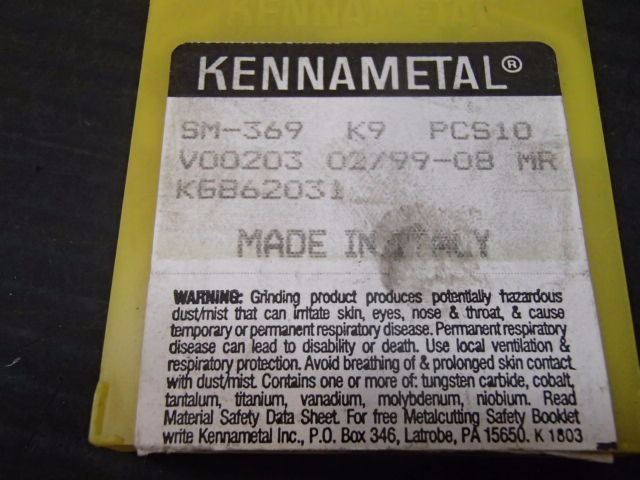 KENNAMETAL
KENNAMETAL®
SM-369 K9 PCS10
V00203 02/99-08 MR
KG862031
MADE IN ITALY
WARNING: Grinding product produces potentially hazardous
dust/mist that can irritate skin, eyes, nose & throat, & cause
temporary or permanent respiratory disease. Permanent respiratory
disease can lead to disability or death. Use local ventilation &
respiratory protection. Avoid breathing of & prolonged skin contact
with dust/mist. Contains one or more of: tungsten carbide, cobalt,
tantalum, titanium, vanadium, molybdenum, niobium. Read
Material Safety Data Sheet. For free Metalcutting Safety Booklet
write Kennametal Inc., P.O. Box 346, Latrobe, PA 15650. K 1803